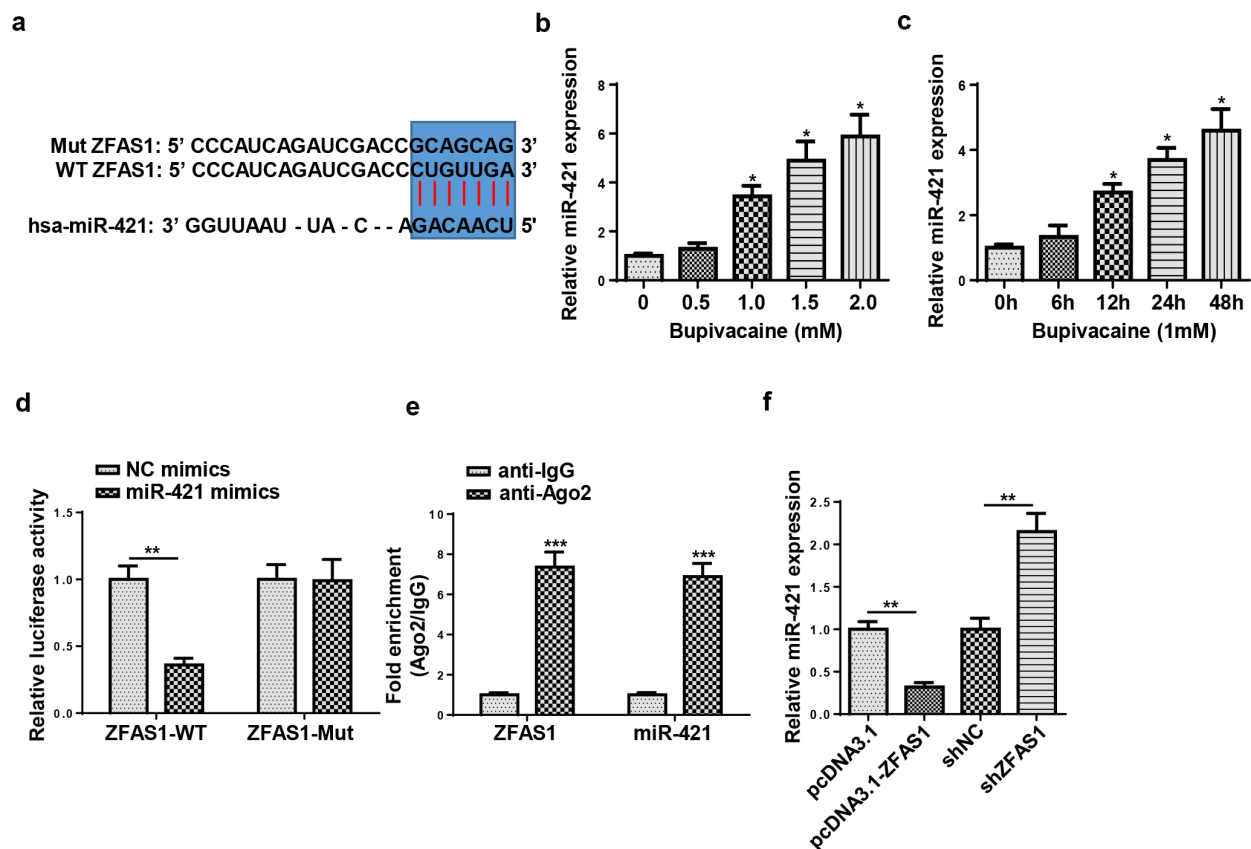 a
Mut ZFAS1: 5’ CCCAUCAGAUCGACCGCAGCAG 3’
WT ZFAS1: 5’ CCCAUCAGAUCGACCCUGUUGA 3’
hsa-miR-421: 3’ GGUUAAU - UA - C - - AGACAACU 5'
b
Relative miR-421 expression
8
6
4
2
0
*
*
*
0 0.5 1.0 1.5 2.0
Bupivacaine (mM)
c
Relative miR-421 expression
6
4
2
0
*
*
*
0h 6h 12h 24h 48h
Bupivacaine (1mM)
d
NC mimics
miR-421 mimics
Relative luciferase activity
1.5
1.0
0.5
0.0
**
ZFAS1-WT ZFAS1-Mut
e
anti-IgG
anti-Ago2
Fold enrichment
(Ago2/IgG)
10
8
6
4
2
0
*** ***
ZFAS1 miR-421
f
Relative miR-421 expression
2.5
2.0
1.5
1.0
0.5
0.0
**
**
pcDNA3.1
pcDNA3.1-ZFAS1
shNC
shZFAS1